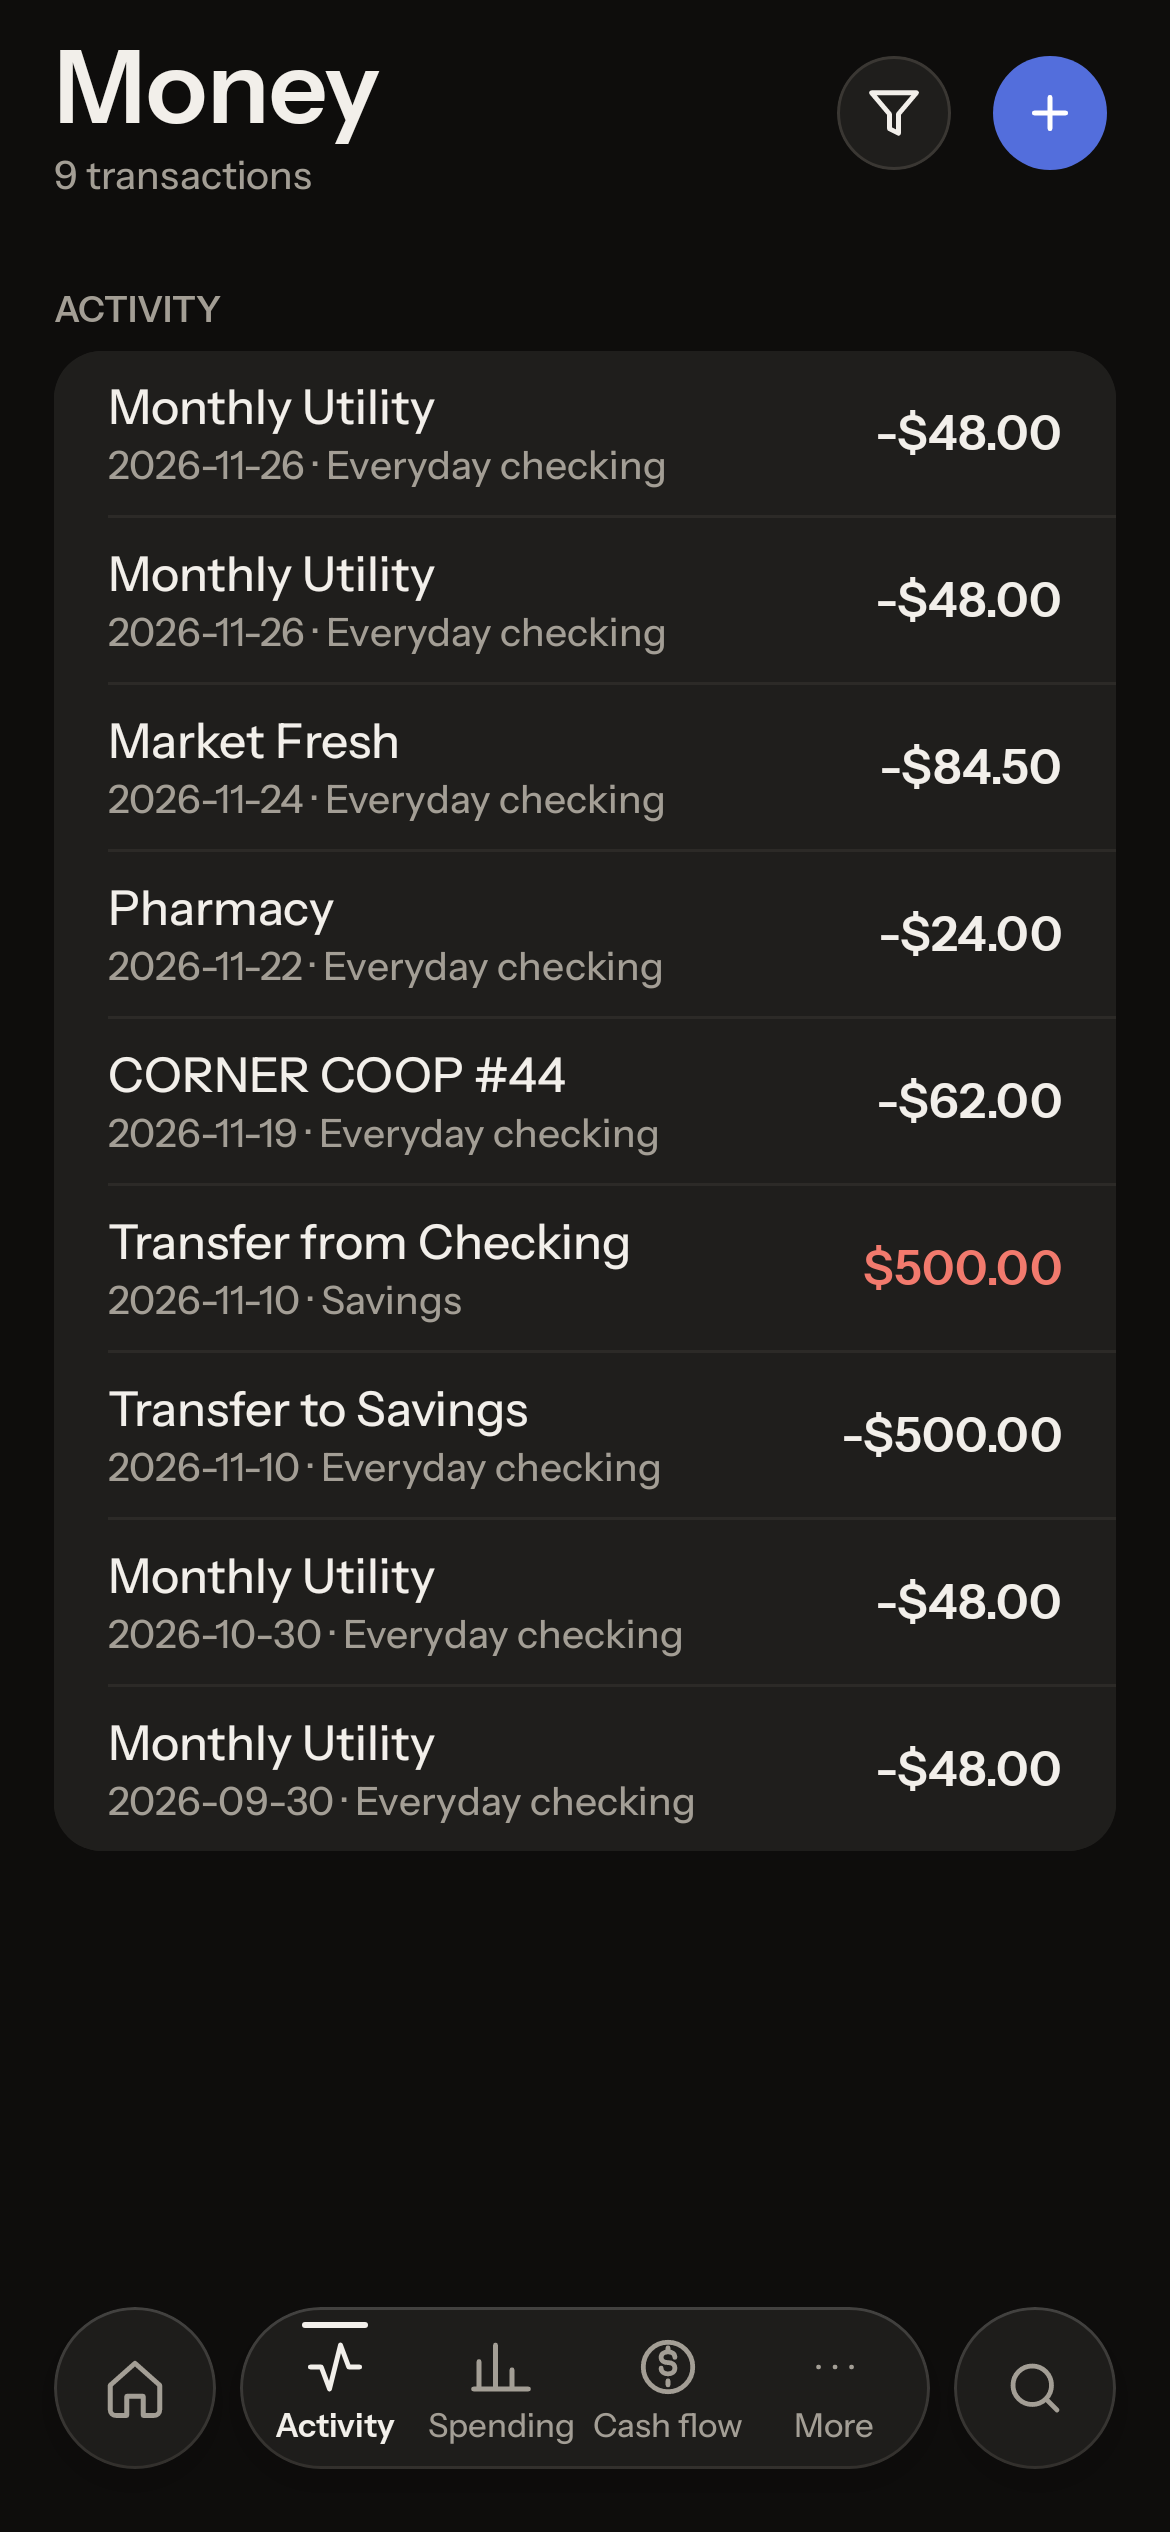 Money
9 transactions
ACTIVITY
Monthly Utility
-$48.00
2026-11-26 · Everyday checking
Monthly Utility
-$48.00
2026-11-26 · Everyday checking
Market Fresh
-$84.50
2026-11-24 · Everyday checking
Pharmacy
-$24.00
2026-11-22 · Everyday checking
CORNER COOP #44
-$62.00
2026-11-19 · Everyday checking
Transfer from Checking
$500.00
2026-11-10 · Savings
Transfer to Savings
-$500.00
2026-11-10 · Everyday checking
Monthly Utility
-$48.00
2026-10-30 · Everyday checking
Monthly Utility
-$48.00
2026-09-30 · Everyday checking
Activity
Spending
Cash flow
More